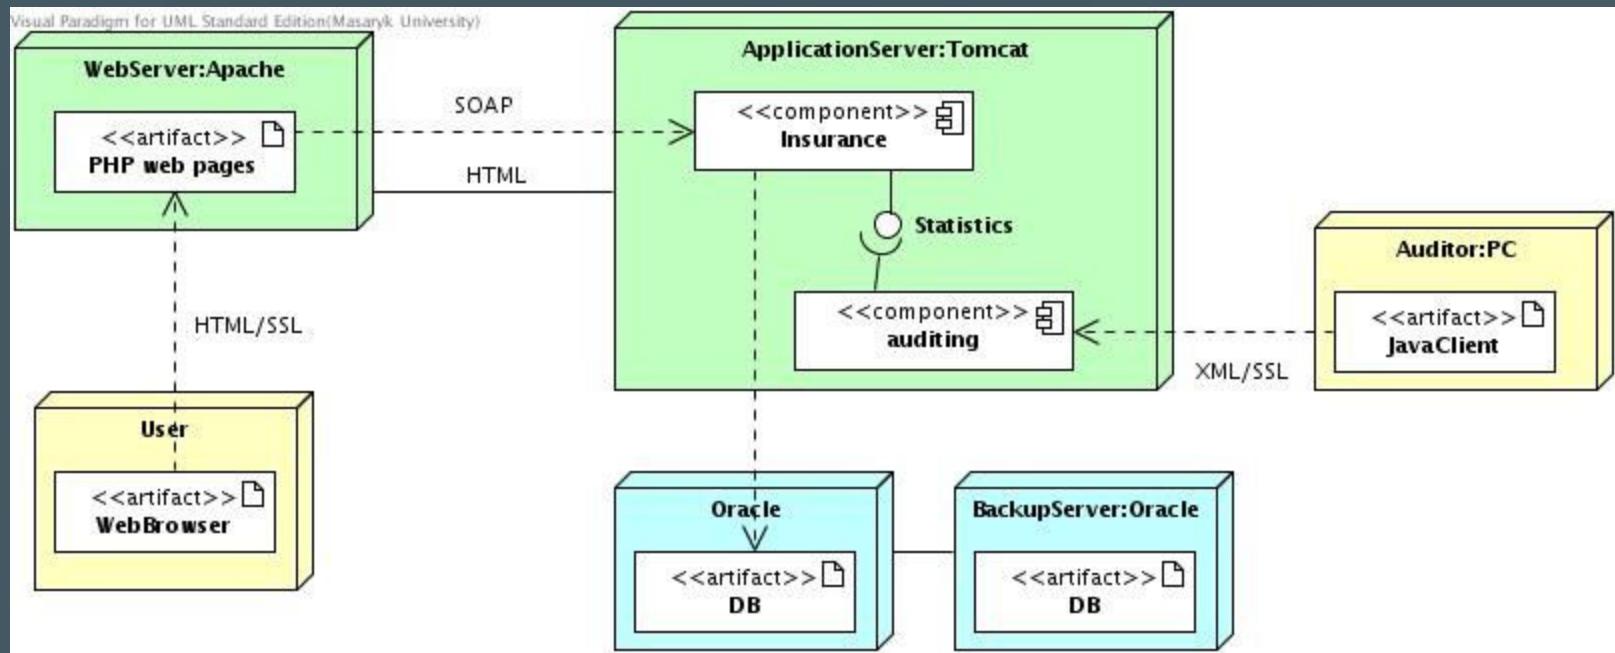 Visual Paradigm for UML Standard Edition(Masaryk University)
WebServer:Apache
<<artifact>>
PHP web pages
SOAP
HTML
ApplicationServer:Tomcat
<<component>>
Insurance
Statistics
<<component>>
auditing
Auditor:PC
<<artifact>>
JavaClient
XML/SSL
HTML/SSL
User
<<artifact>>
WebBrowser
Oracle
<<artifact>>
DB
BackupServer:Oracle
<<artifact>>
DB